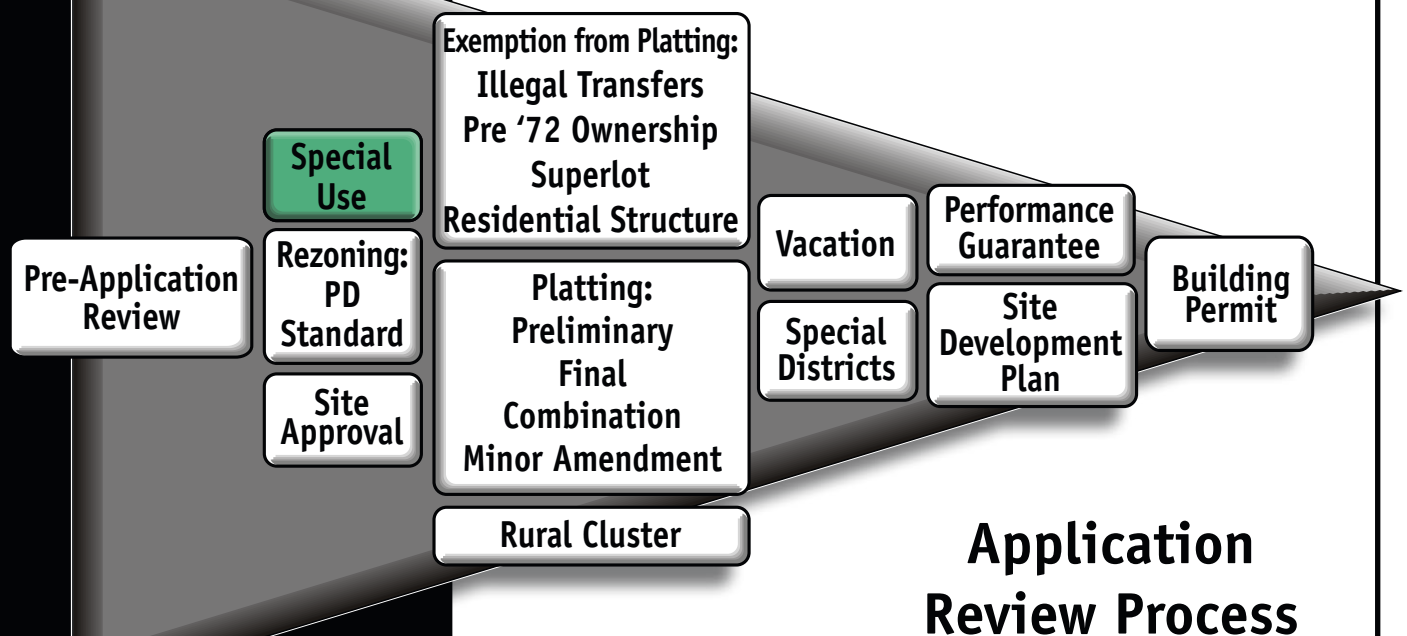 Pre-Application
Review
Special
Use
Rezoning:
PD
Standard
Site
Approval
Exemption from Platting:
Illegal Transfers
Pre ‘72 Ownership
Superlot
Residential Structure
Platting:
Preliminary
Final
Combination
Minor Amendment
Rural Cluster
Vacation
Special
Districts
Performance
Guarantee
Site
Development
Plan
Building
Permit
Application
Review Process